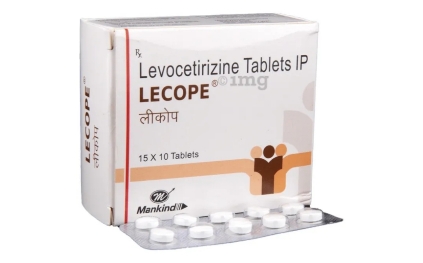 Rx
Levocetirizine Tablets IP
LECOPE®
लीकोप
15 X 10 Tablets
Mankind
LECOPE
लीकोप
1mg